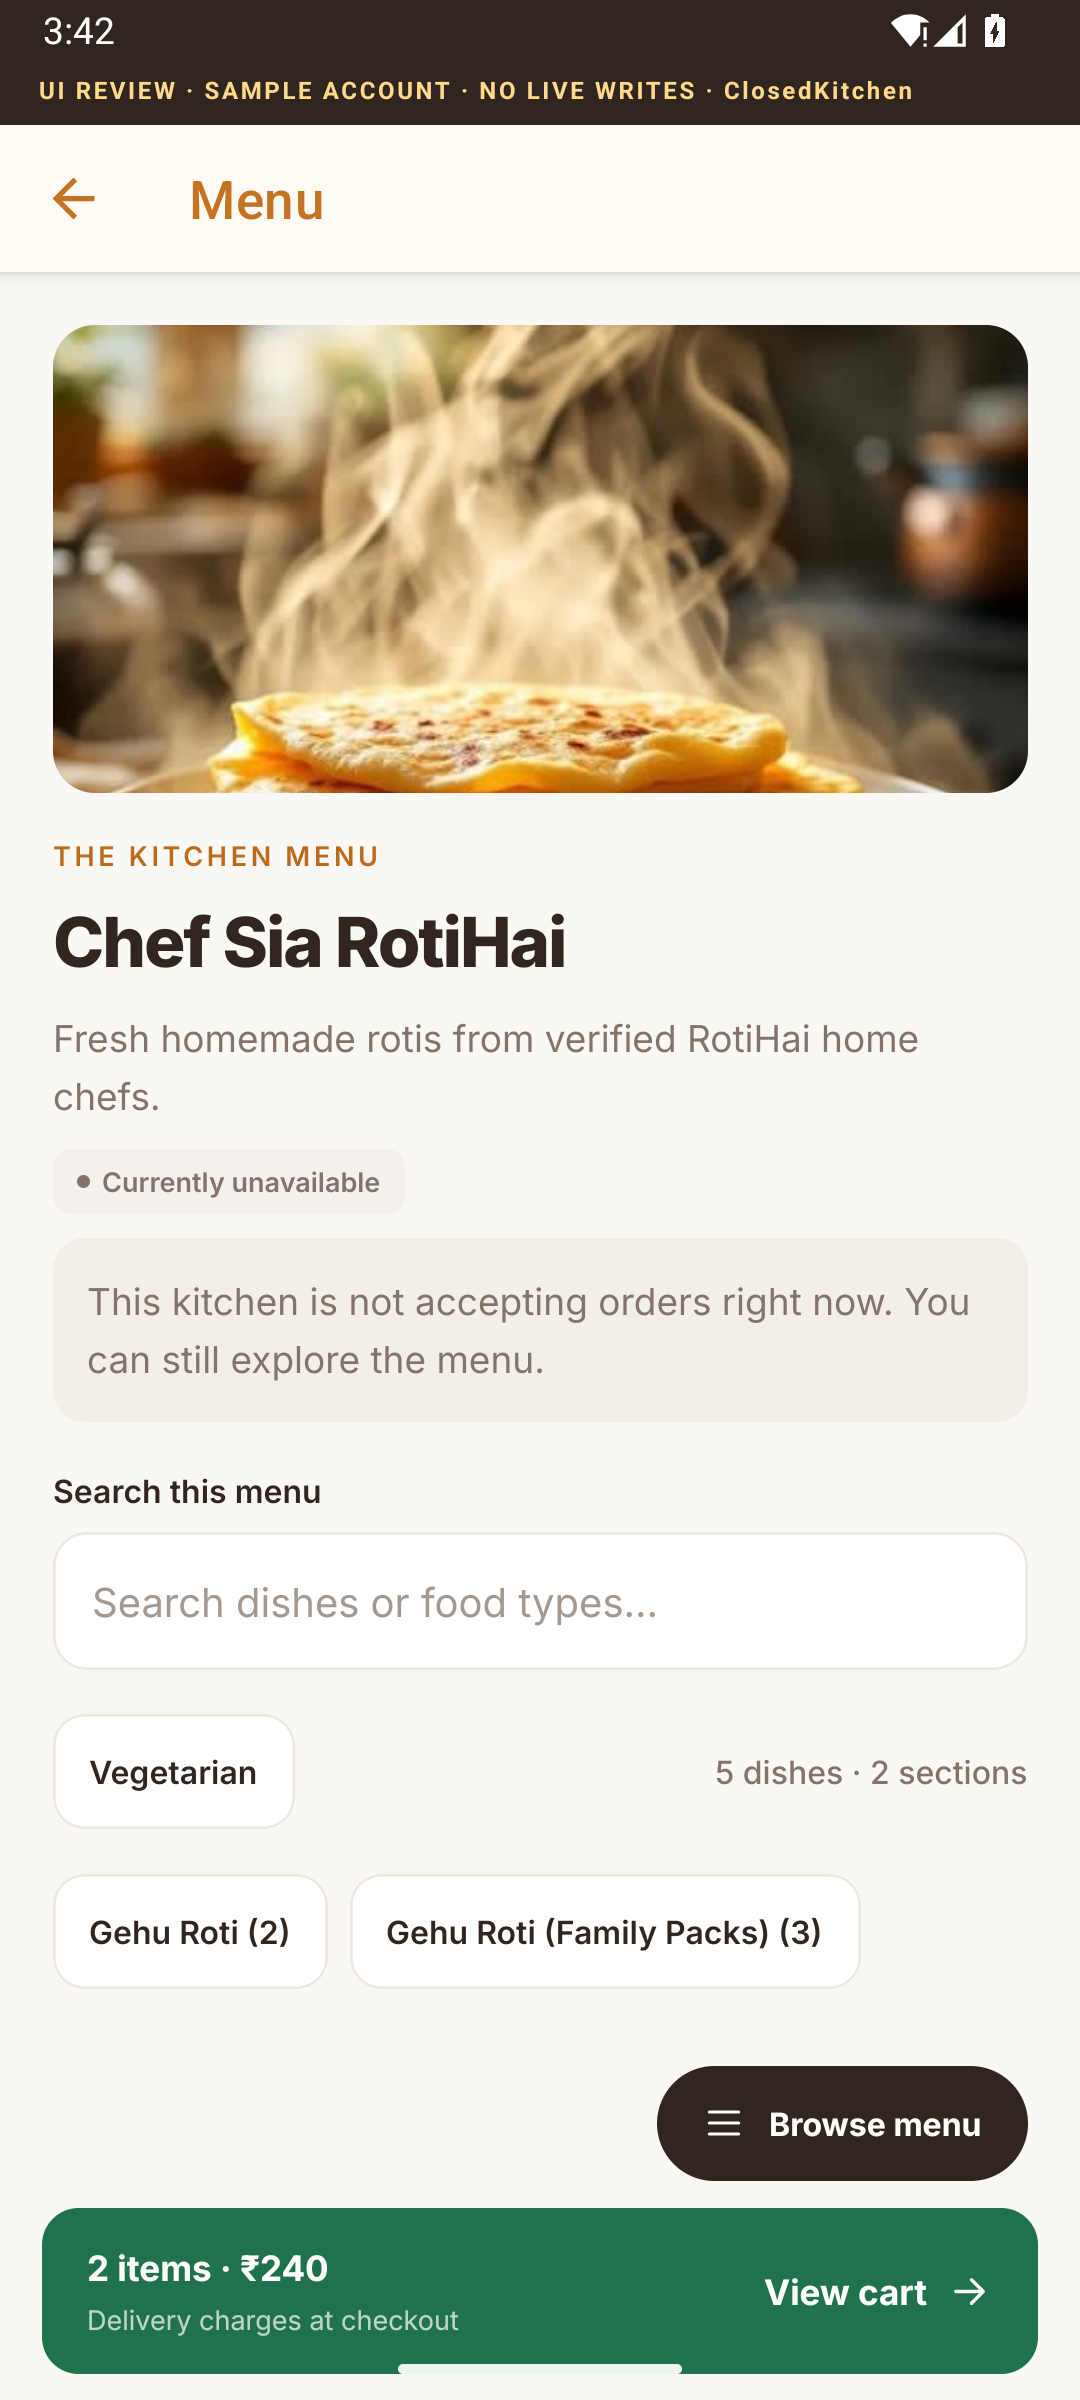 3:42
UI REVIEW · SAMPLE ACCOUNT · NO LIVE WRITES · ClosedKitchen
Menu
THE KITCHEN MENU
Chef Sia RotiHai
Fresh homemade rotis from verified RotiHai home
chefs.
Currently unavailable
This kitchen is not accepting orders right now. You
can still explore the menu.
Search this menu
Search dishes or food types...
Vegetarian
5 dishes · 2 sections
Gehu Roti (2)
Gehu Roti (Family Packs) (3)
Browse menu
2 items · ₹240
Delivery charges at checkout
View cart